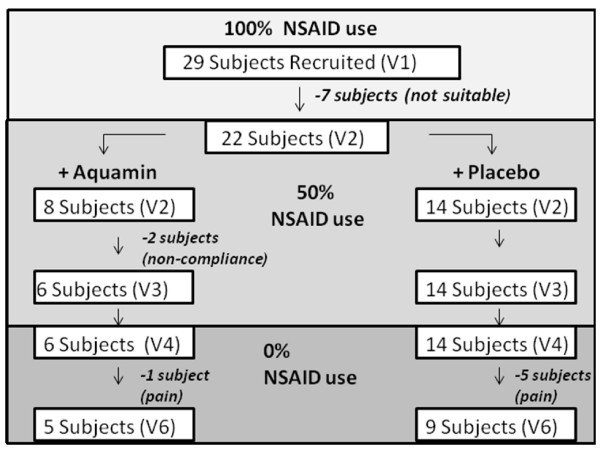 100% NSAID use
29 Subjects Recruited (V1)
-7 subjects (not suitable)
22 Subjects (V2)
+ Aquamin
+ Placebo
8 Subjects (V2)
50%
NSAID use
14 Subjects (V2)
-2 subjects
(non-compliance)
6 Subjects (V3)
14 Subjects (V3)
6 Subjects (V4)
0%
NSAID use
14 Subjects (V4)
-1 subject
(pain)
-5 subjects
(pain)
5 Subjects (V6)
9 Subjects (V6)